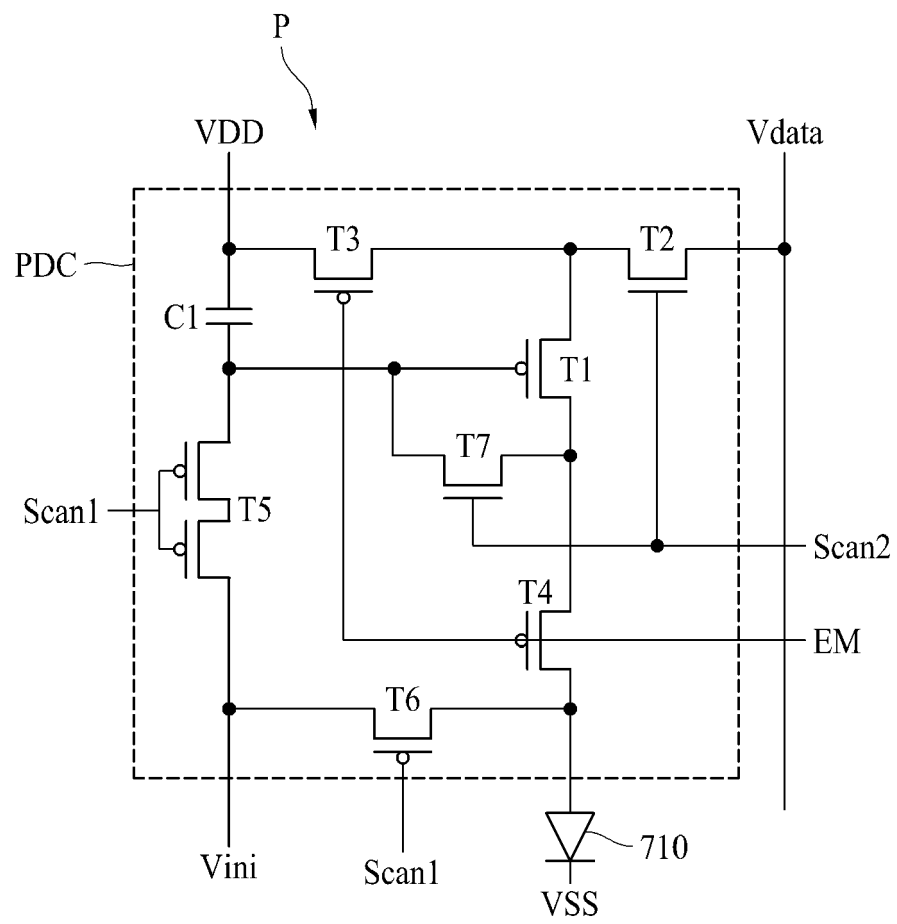 P
VDD
Vdata
T3
T2
PDC
C1
T1
T7
Scan1
T5
Scan2
T4
EM
T6
Vini
Scan1
710
VSS